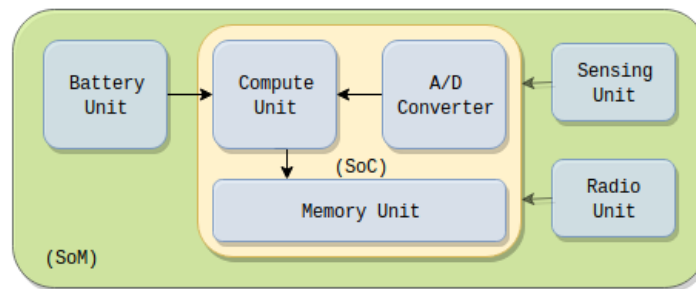 Battery
Unit
Compute
Unit
A/D
Converter
Sensing
Unit
(SoC)
Memory Unit
Radio
Unit
(SoM)